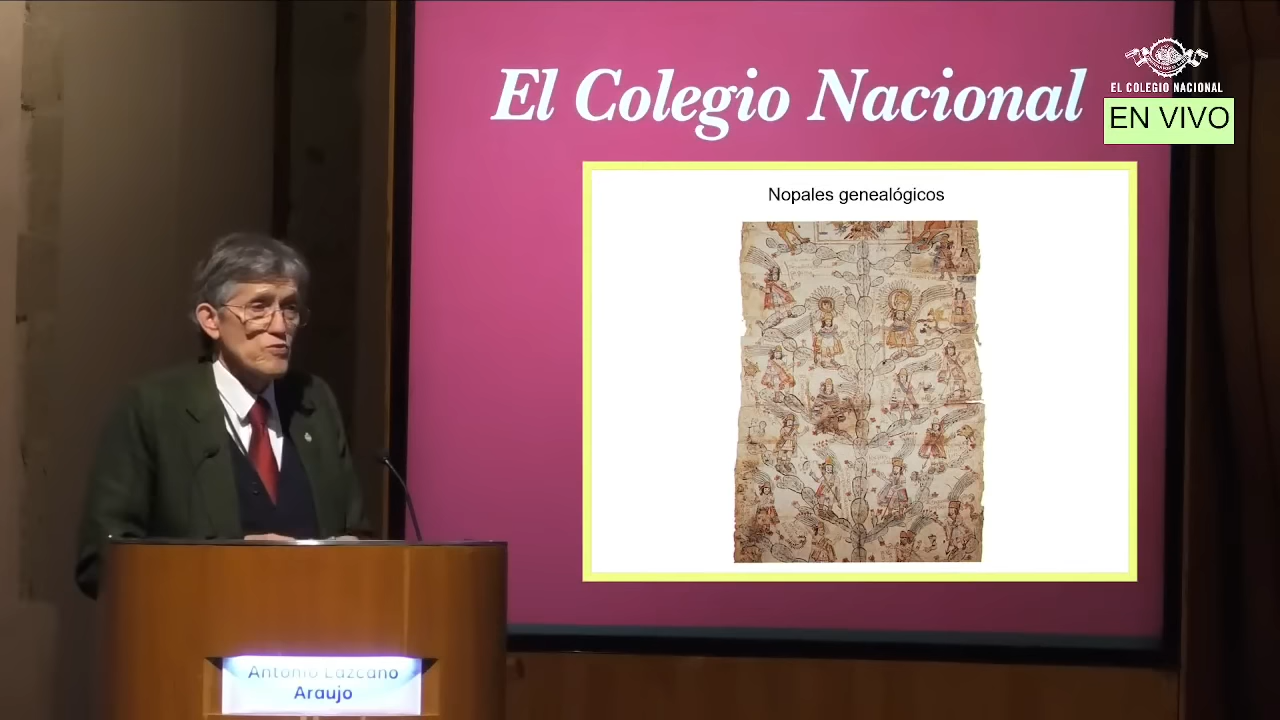 El Colegio Nacional
EL COLEGIO NACIONAL
EN VIVO
Nopales genealógicos
Antonio Lazcano
Araujo